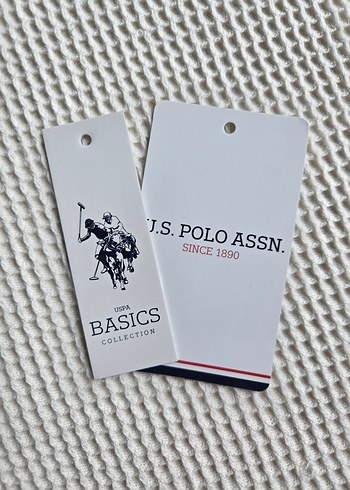 USPA
BASICS
COLLECTION
U.S. POLO ASSN.
SINCE 1890